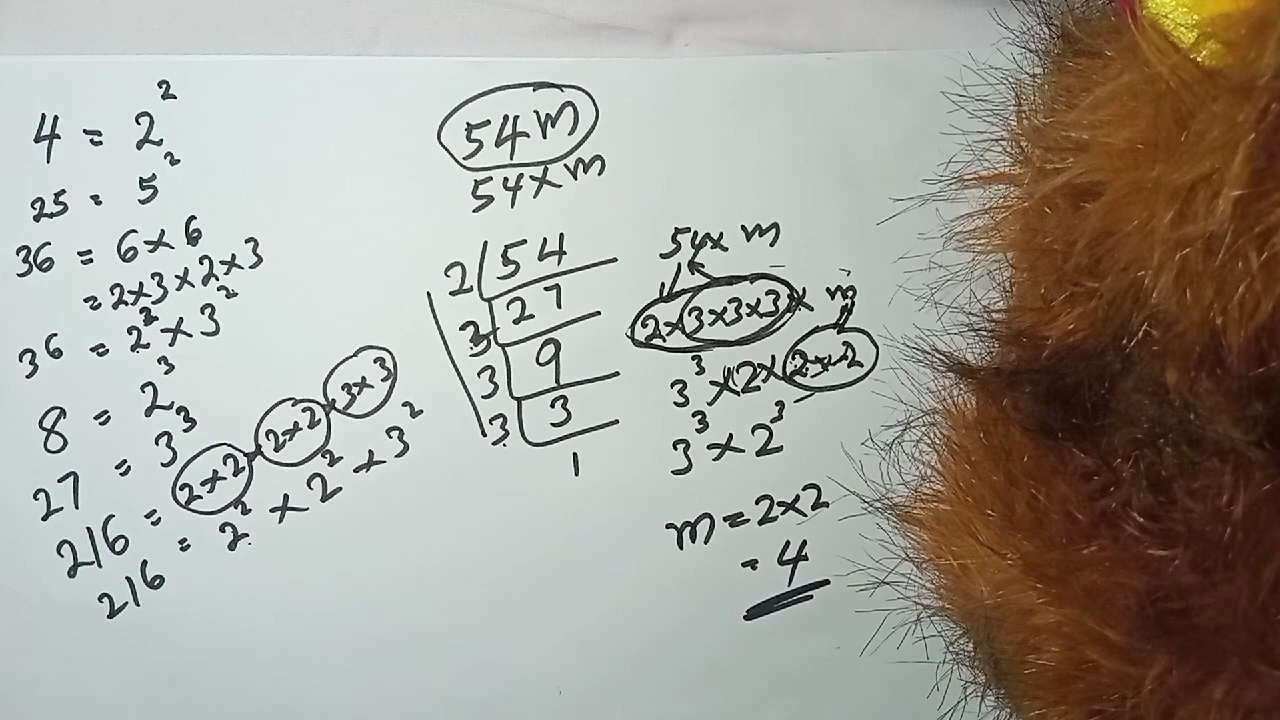 4 = 2²
25 = 5²
36 = 6 × 6
= 2×3×2×3
36 = 2² × 3²
8 = 2³
27 = 3³
216 = 2×2×2×2×3×3
216 = 2² × 2² × 3²
54m
54×m
2 54
3 27
3 9
3 3
1
54× m
2×3×3×3× m
3³×2×2×2
3³×2³
m = 2×2
= 4